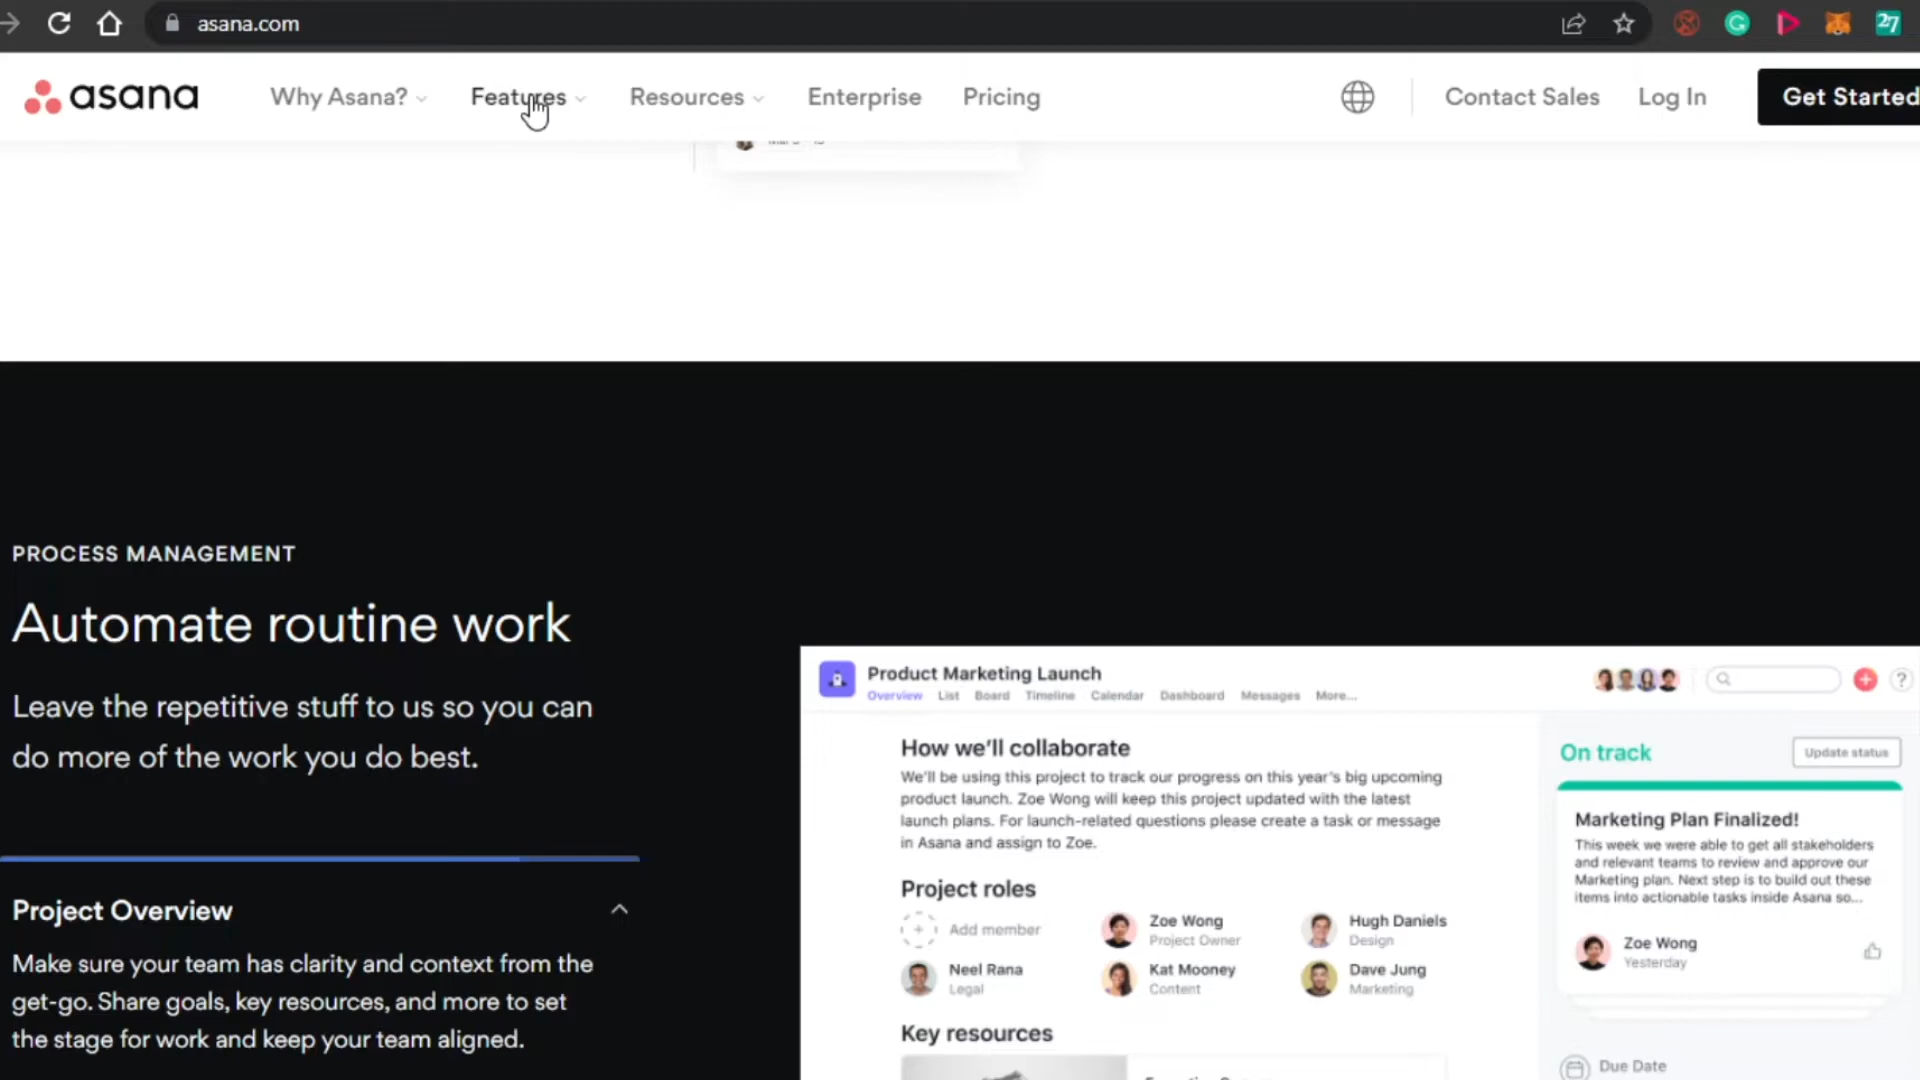 asana.com
27
asana
Why Asana?
Features
Resources
Enterprise
Pricing
Contact Sales
Log In
Get Started
PROCESS MANAGEMENT
Automate routine work
Leave the repetitive stuff to us so you can
do more of the work you do best.
Project Overview
Make sure your team has clarity and context from the
get-go. Share goals, key resources, and more to set
the stage for work and keep your team aligned.
Product Marketing Launch
Overview List Board Timeline Calendar Dashboard Messages More...
?
How we'll collaborate
We'll be using this project to track our progress on this year's big upcoming
product launch. Zoe Wong will keep this project updated with the latest
launch plans. For launch-related questions please create a task or message
in Asana and assign to Zoe.
Project roles
Add member
Zoe Wong
Project Owner
Hugh Daniels
Design
Neel Rana
Legal
Kat Mooney
Content
Dave Jung
Marketing
Key resources
On track
Update status
Marketing Plan Finalized!
This week we were able to get all stakeholders
and relevant teams to review and approve our
Marketing plan. Next step is to build out these
items into actionable tasks inside Asana so...
Zoe Wong
Yesterday
Due Date